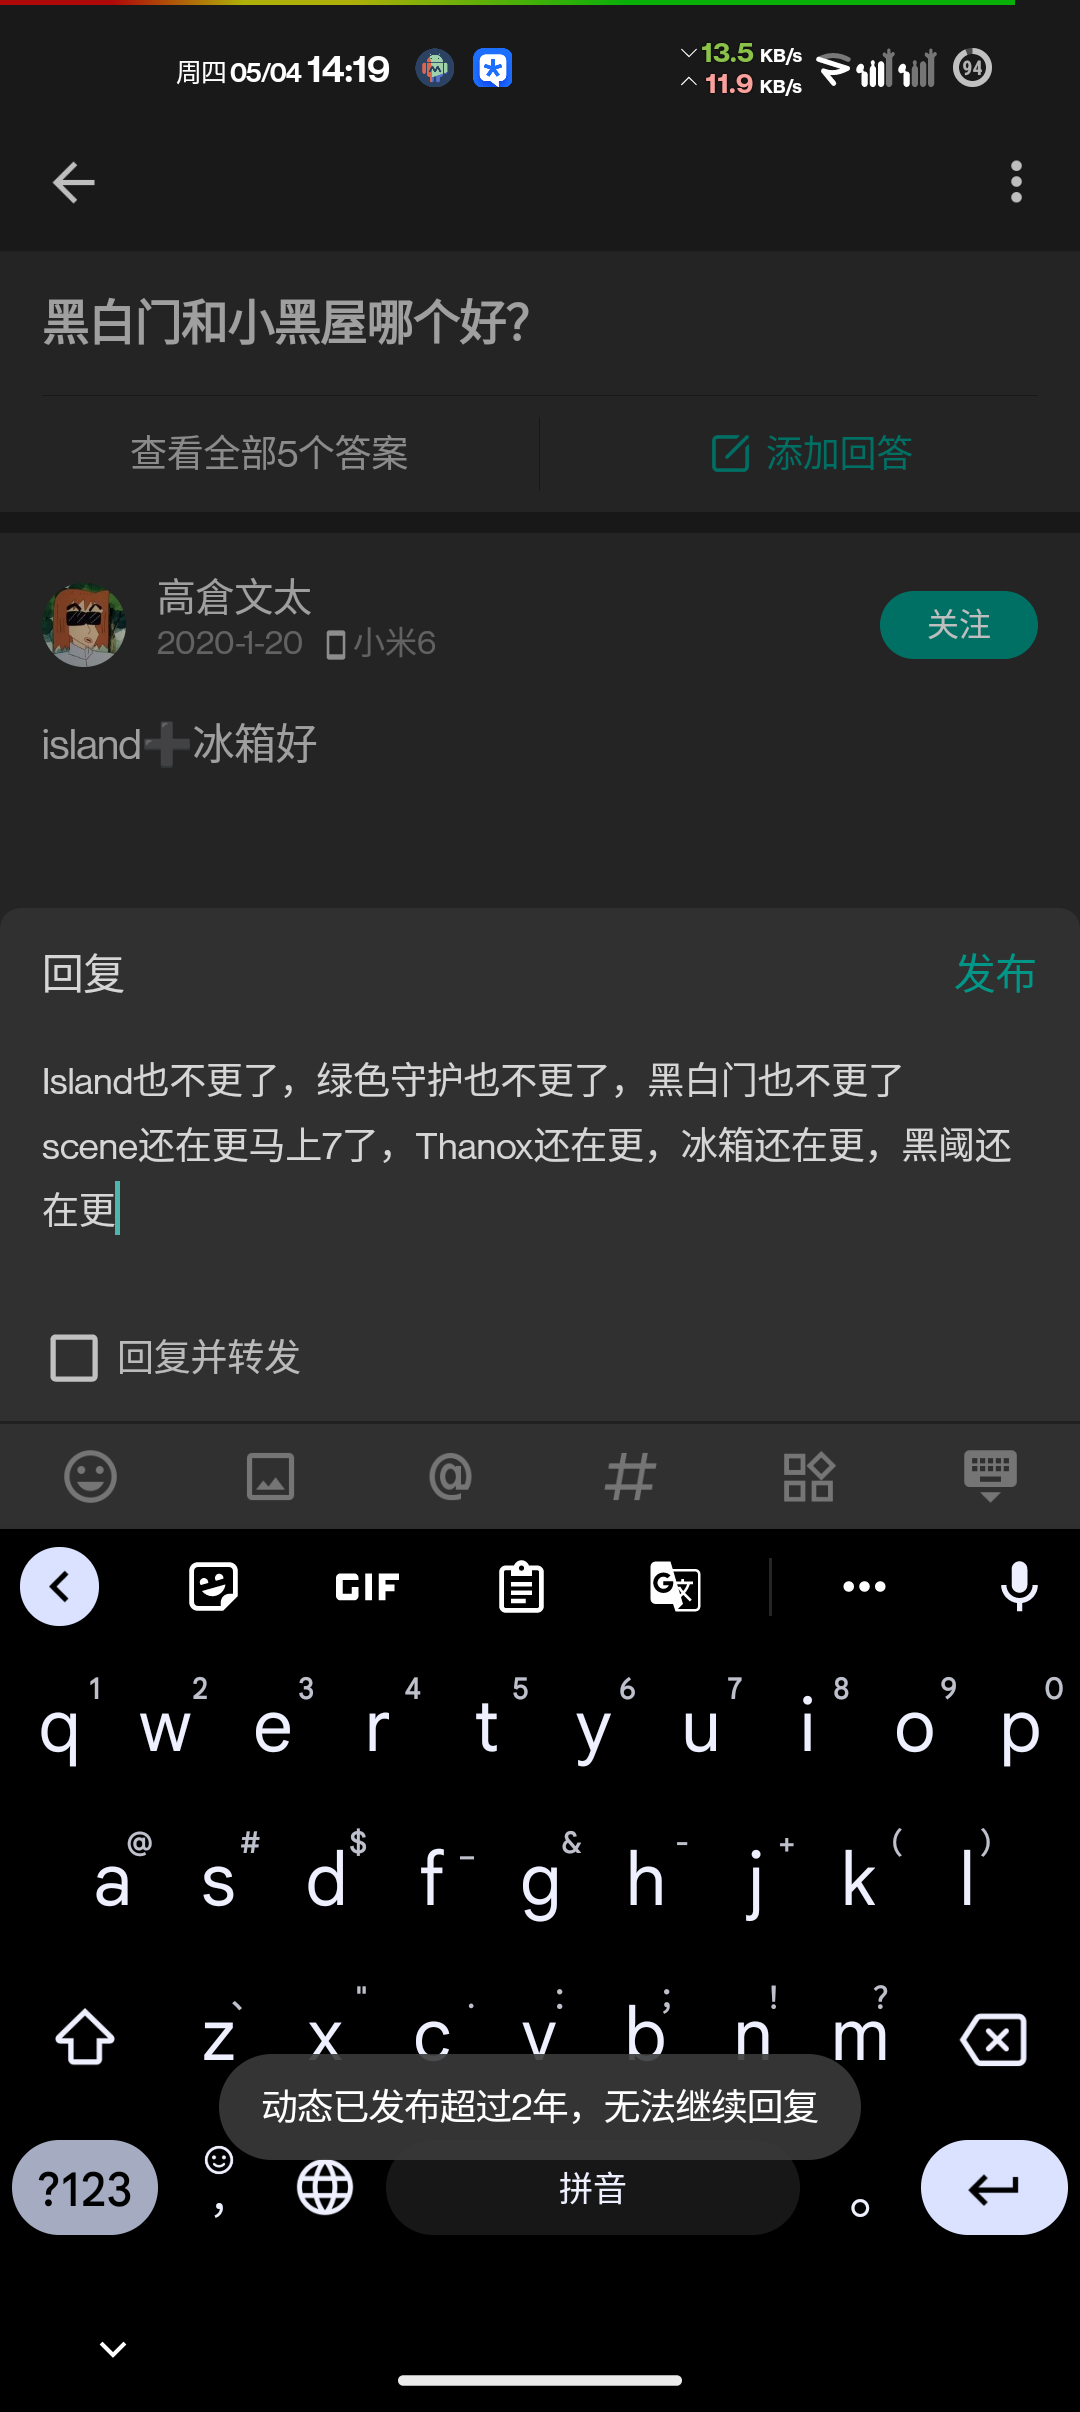 周四 05/04 14:19
13.5 KB/s
11.9 KB/s
94
黑白门和小黑屋哪个好?
查看全部5个答案
添加回答
高倉文太
2020-1-20 小米6
关注
island➕冰箱好
回复
发布
Island也不更了，绿色守护也不更了，黑白门也不更了
scene还在更马上7了，Thanox还在更，冰箱还在更，黑阈还
在更
回复并转发
GIF
1 2 3 4 5 6 7 8 9 0
q w e r t y u i o p
@ # $ _ & - + ( )
a s d f g h j k l
、 " . : ; ! ?
z x c v b n m
动态已发布超过2年，无法继续回复
?123 ， 拼音 。